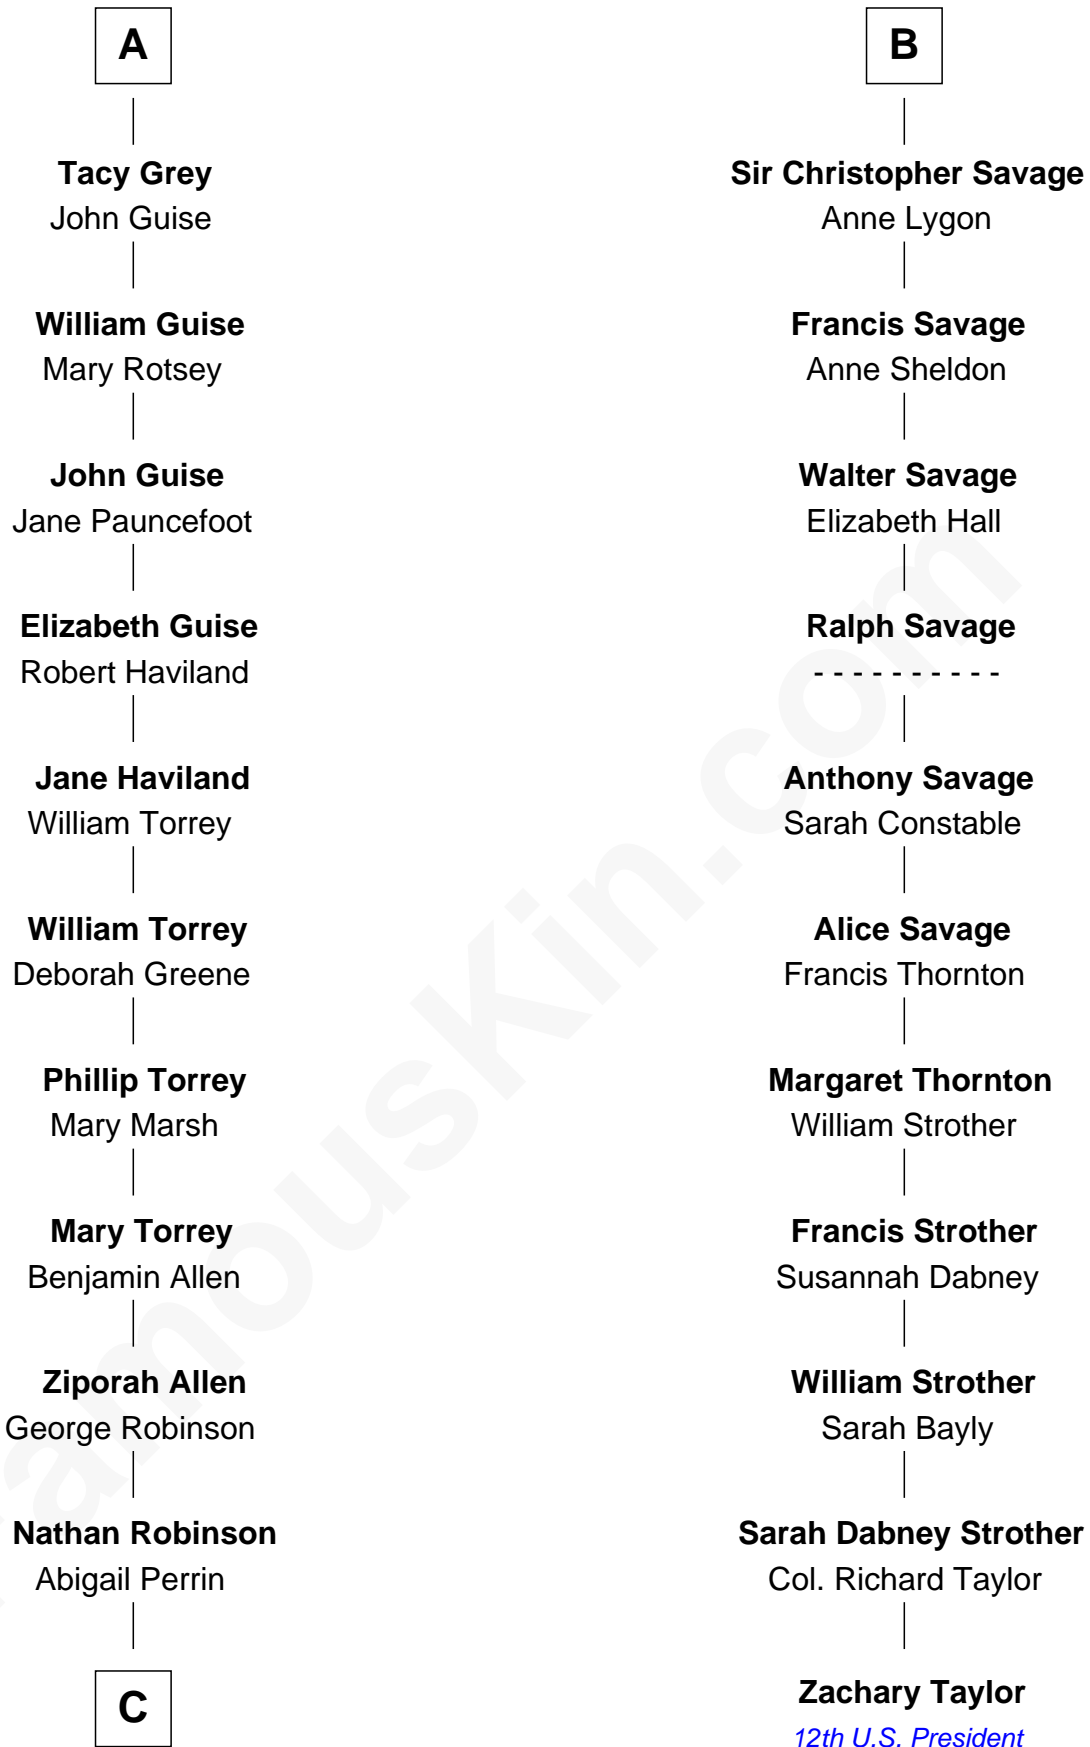 A
Tacy Grey
John Guise
William Guise
Mary Rotsey
John Guise
Jane Pauncefoot
Elizabeth Guise
Robert Haviland
Jane Haviland
William Torrey
William Torrey
Deborah Greene
Phillip Torrey
Mary Marsh
Mary Torrey
Benjamin Allen
Ziporah Allen
George Robinson
Nathan Robinson
Abigail Perrin
C
B
Sir Christopher Savage
Anne Lygon
Francis Savage
Anne Sheldon
Walter Savage
Elizabeth Hall
Ralph Savage
- - - - - - - - - -
Anthony Savage
Sarah Constable
Alice Savage
Francis Thornton
Margaret Thornton
William Strother
Francis Strother
Susannah Dabney
William Strother
Sarah Bayly
Sarah Dabney Strother
Col. Richard Taylor
Zachary Taylor
12th U.S. President
FamousKin.com